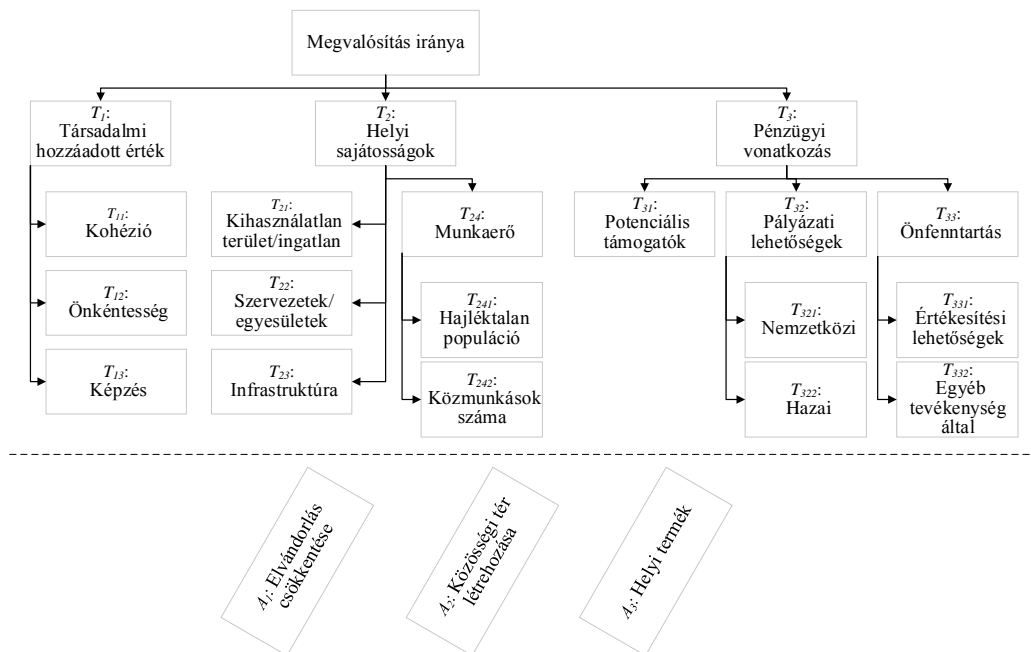 Megvalósítás iránya
T₁:
Társadalmi
hozzáadott érték
T₂:
Helyi
sajátosságok
T₃:
Pénzügyi
vonatkozás
T₁₁:
Kohézió
T₁₂:
Önkéntesség
T₁₃:
Képzés
T₂₁:
Kihasználatlan
terület/ingatlan
T₂₂:
Szervezetek/
egyesületek
T₂₃:
Infrastruktúra
T₂₄:
Munkaerő
T₂₄₁:
Hajléktalan
populáció
T₂₄₂:
Közmunkások
száma
T₃₁:
Potenciális
támogatók
T₃₂:
Pályázati
lehetőségek
T₃₂₁:
Nemzetközi
T₃₂₂:
Hazai
T₃₃:
Önfenntartás
T₃₃₁:
Értékesítési
lehetőségek
T₃₃₂:
Egyéb
tevékenység
által
A₁: Elvándorlás
csökkentése
A₂: Közösségi tér
létrehozása
A₃: Helyi termék